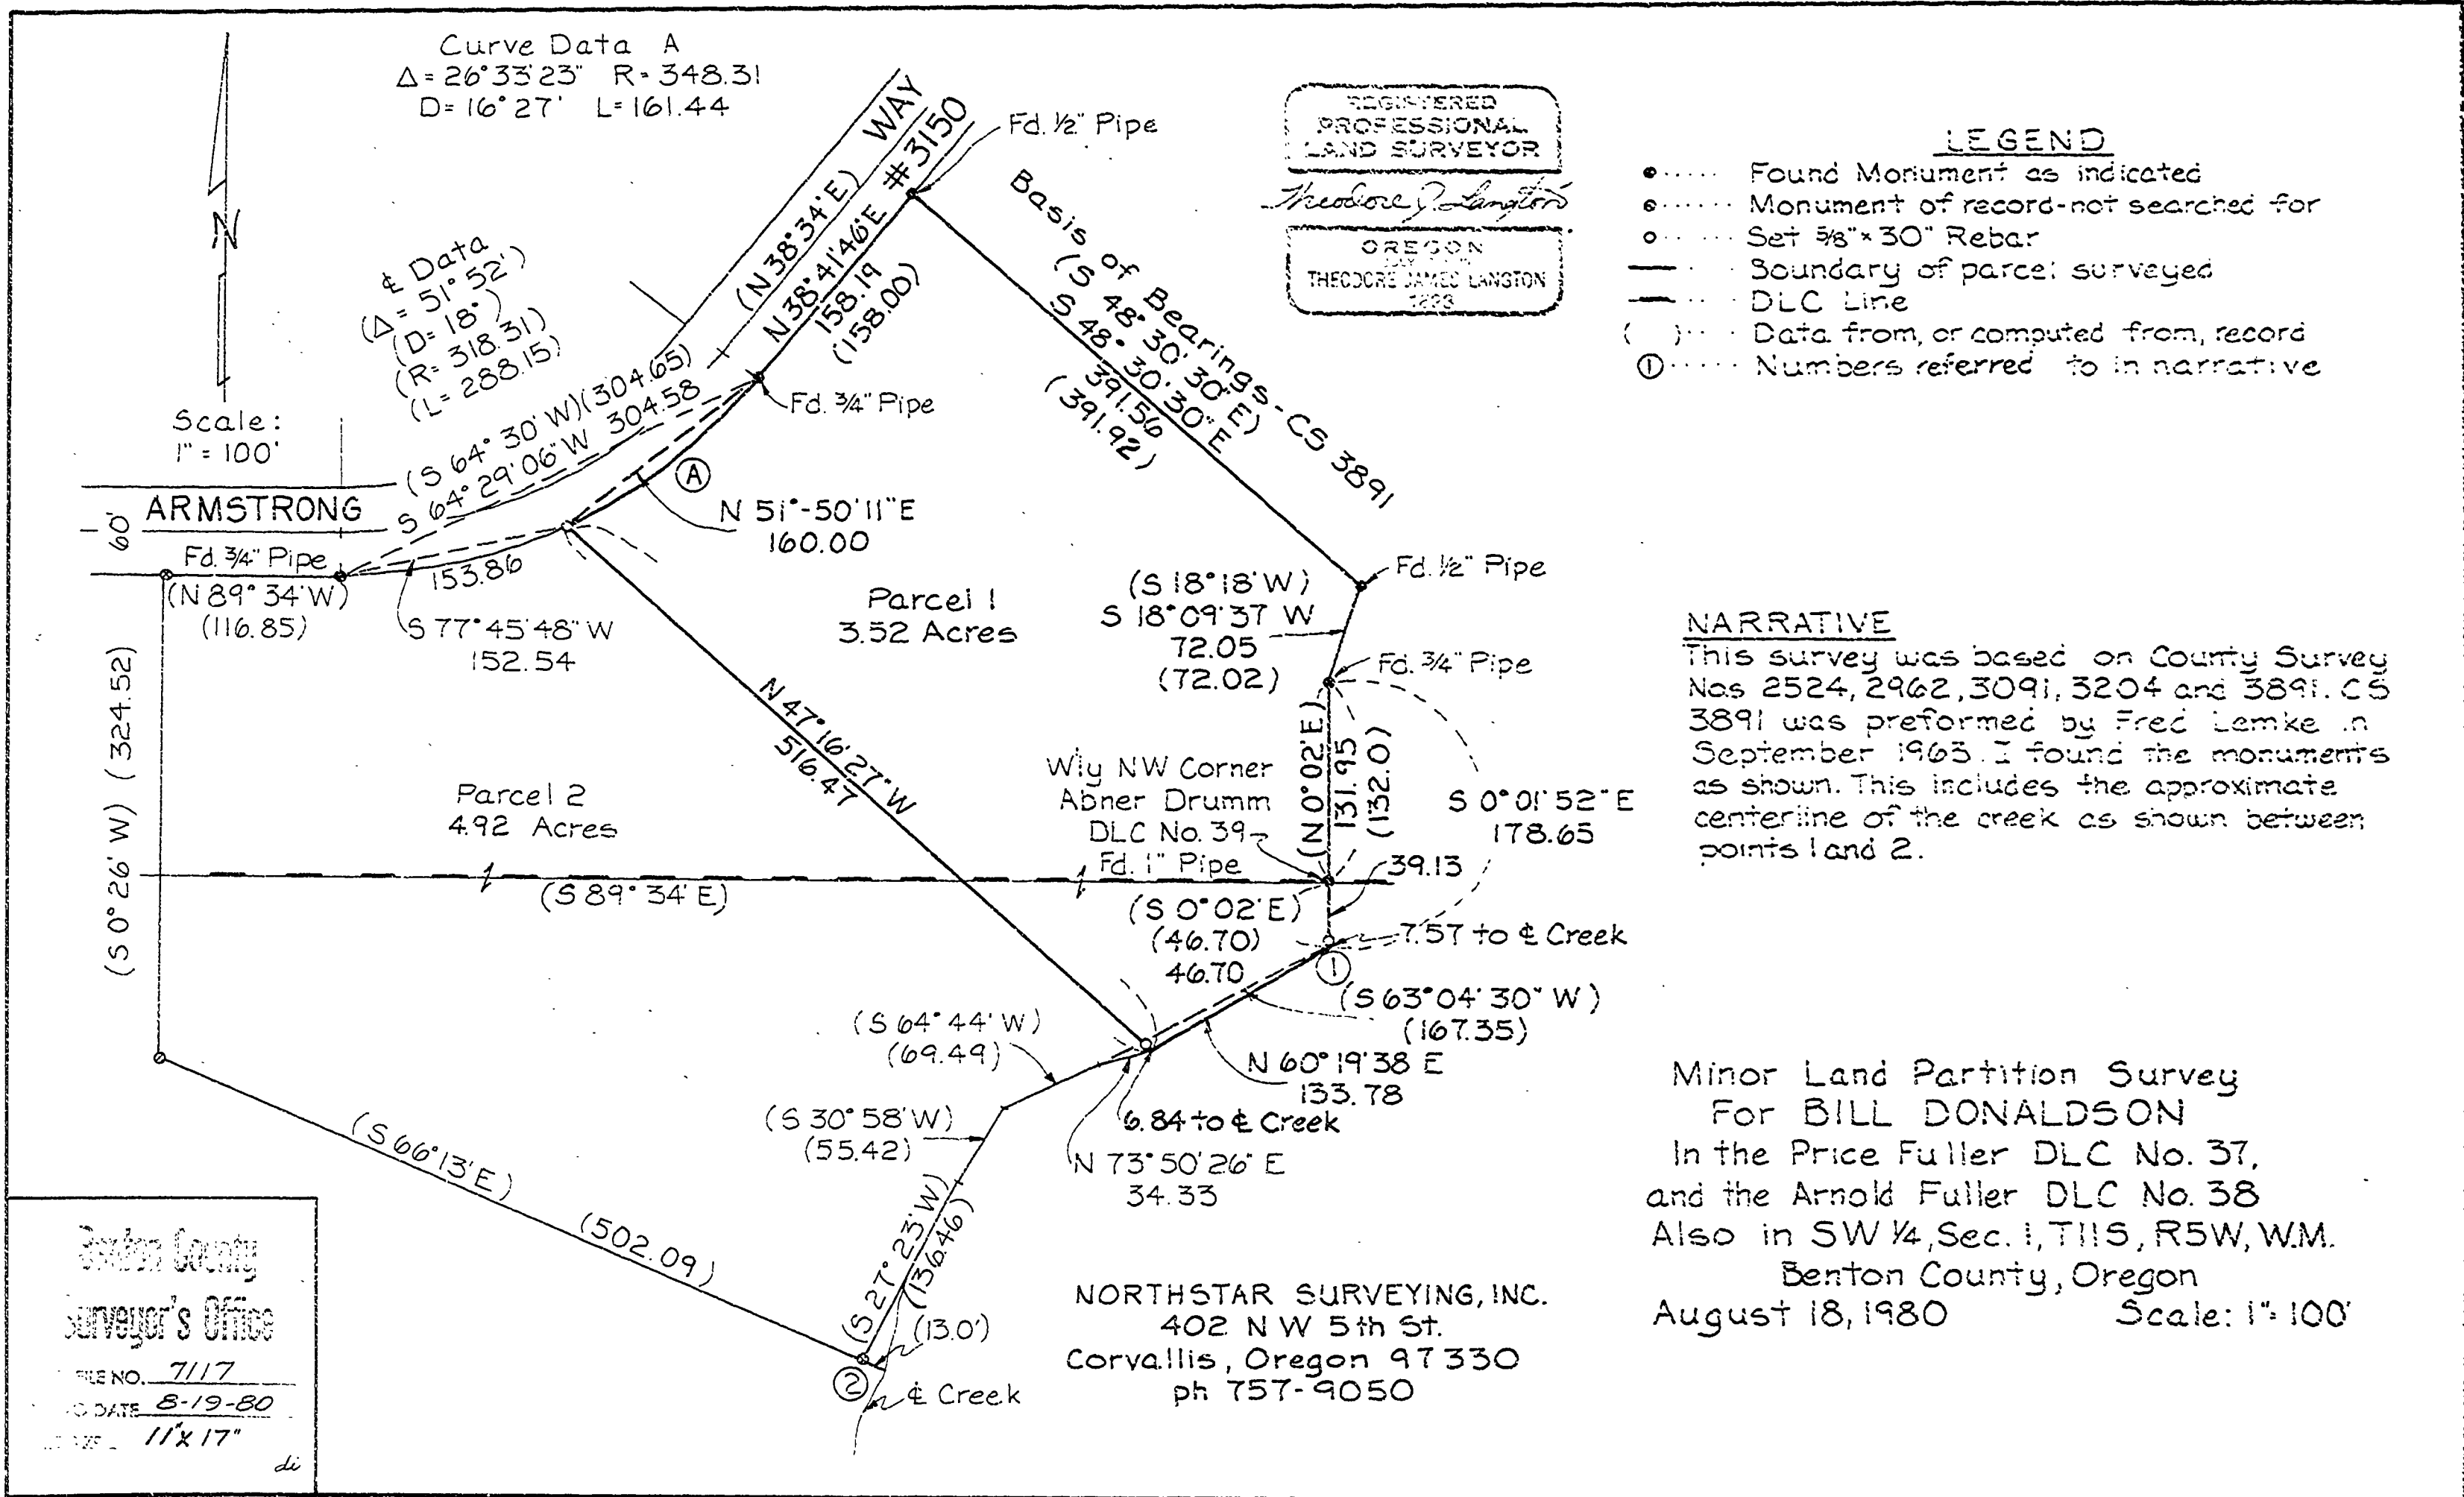 Curve Data A
Δ = 26°33'23" R = 348.31
D = 16°27' L = 161.44
N
Scale:
1" = 100'
℄ Data
(Δ = 51° 52')
(D = 18°)
(R = 318.31)
(L = 288.15)
WAY
#3150
(N 38°34' E)
N 38°41'46" E
158.19
(158.00)
Fd. 1/2" Pipe
Fd. 3/4" Pipe
Basis of Bearings - CS 3891
(S 48° 30' 30" E)
S 48° 30' 30" E
391.56
(391.92)
REGISTERED
PROFESSIONAL
LAND SURVEYOR
Theodore J. Langton
OREGON
THEODORE JAMES LANGTON
LEGEND
Found Monument as indicated
Monument of record-not searched for
Set 5/8" x 30" Rebar
Boundary of parcel surveyed
DLC Line
( ) Data from, or computed from, record
① Numbers referred to in narrative
(S 64° 30' W) (304.65)
S 64° 29' 06" W 304.58
ARMSTRONG
60'
Fd. 3/4" Pipe
(N 89° 34' W)
(116.85)
153.86
S 77° 45' 48" W
152.54
A
N 51°-50'11" E
160.00
Parcel 1
3.52 Acres
(S 18° 18' W)
S 18° 09' 37 W
72.05
(72.02)
Fd. 1/2" Pipe
Fd. 3/4" Pipe
(S 0° 26' W) (324.52)
N 47° 16' 27" W
516.47
Parcel 2
4.92 Acres
Wly NW Corner
Abner Drumm
DLC No. 39
Fd. 1" Pipe
(N 0° 02' E)
131.95
(132.0)
S 0° 01' 52" E
178.65
39.13
(S 89° 34' E)
(S 0° 02' E)
(46.70)
46.70
7.57 to ℄ Creek
①
(S 63° 04' 30" W)
(167.35)
(S 64° 44' W)
(69.49)
N 60° 19' 38 E
133.78
6.84 to ℄ Creek
(S 30° 58' W)
(55.42)
N 73° 50' 26" E
34.33
(S 66° 13' E)
(502.09)
(S 27° 23' W)
(136.46)
(13.0')
②
℄ Creek
NARRATIVE
This survey was based on County Survey
Nos 2524, 2962, 3091, 3204 and 3891. CS
3891 was preformed by Fred Lemke in
September 1963. I found the monuments
as shown. This includes the approximate
centerline of the creek as shown between
points 1 and 2.
Minor Land Partition Survey
For BILL DONALDSON
In the Price Fuller DLC No. 37,
and the Arnold Fuller DLC No. 38
Also in SW 1/4, Sec. 1, T11S, R5W, W.M.
Benton County, Oregon
August 18, 1980 Scale: 1" = 100'
NORTHSTAR SURVEYING, INC.
402 N W 5th St.
Corvallis, Oregon 97330
ph 757-9050
Benton County
Surveyor's Office
FILE NO. 7117
DATE 8-19-80
11" x 17"
di